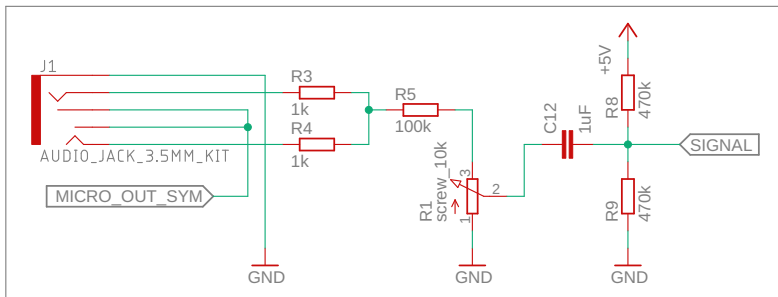 J1
AUDIO_JACK_3.5MM_KIT
MICRO_OUT_SYM
GND
R3
1k
R4
1k
R5
100k
R1
screw_10k
3
2
1
GND
C12
1uF
+5V
R8
470k
SIGNAL
R9
470k
GND